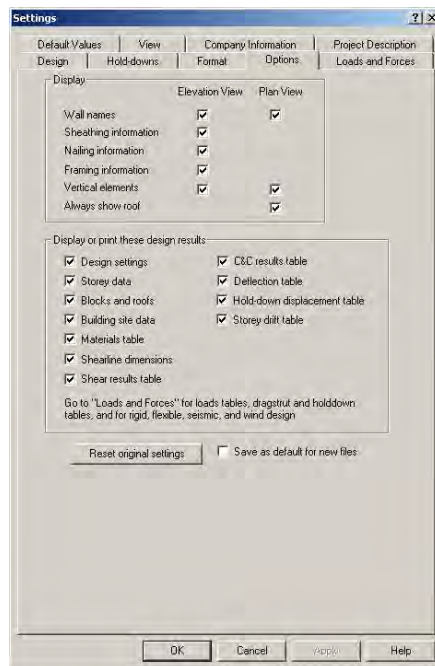 Settings
Default Values View Company Information Project Description
Design Hold-downs Format Options Loads and Forces
Display
Elevation View Plan View
Wall names
Sheathing information
Nailing information
Framing information
Vertical elements
Always show roof
Display or print these design results
Design settings C&C results table
Storey data Deflection table
Blocks and roofs Hold-down displacement table
Building site data Storey drift table
Materials table
Shearline dimensions
Shear results table
Go to "Loads and Forces" for loads tables, dragstrut and holddown
tables, and for rigid, flexible, seismic, and wind design
Reset original settings Save as default for new files
OK Cancel Apply Help